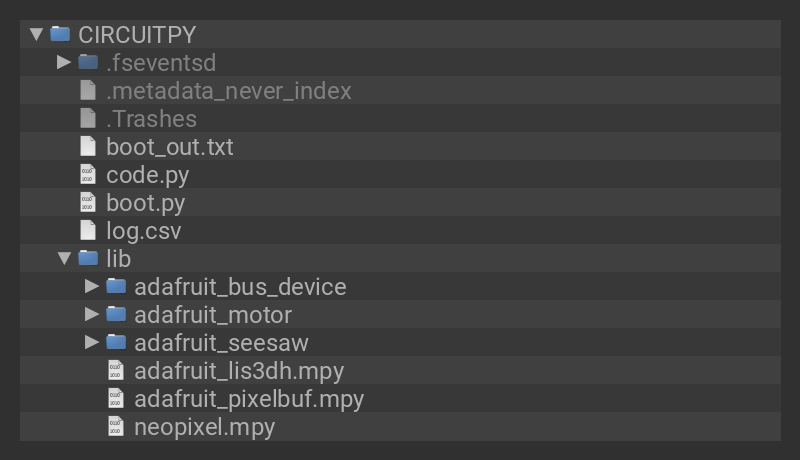 CIRCUITPY
.fseventsd
.metadata_never_index
.Trashes
boot_out.txt
code.py
boot.py
log.csv
lib
adafruit_bus_device
adafruit_motor
adafruit_seesaw
adafruit_lis3dh.mpy
adafruit_pixelbuf.mpy
neopixel.mpy